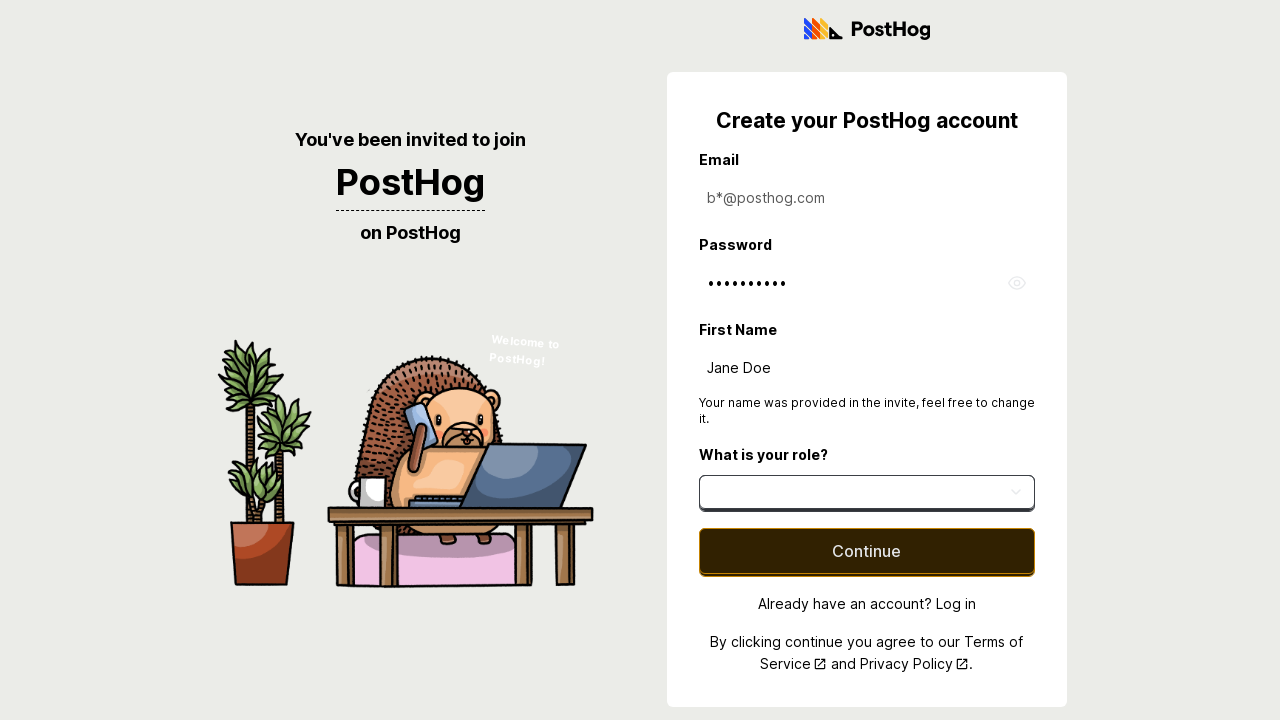 PostHog
You've been invited to join
PostHog
on PostHog
Welcome to
PostHog!
Create your PostHog account
Email
b*@posthog.com
Password
••••••••••
First Name
Jane Doe
Your name was provided in the invite, feel free to change
it.
What is your role?
Continue
Already have an account? Log in
By clicking continue you agree to our Terms of
Service and Privacy Policy.